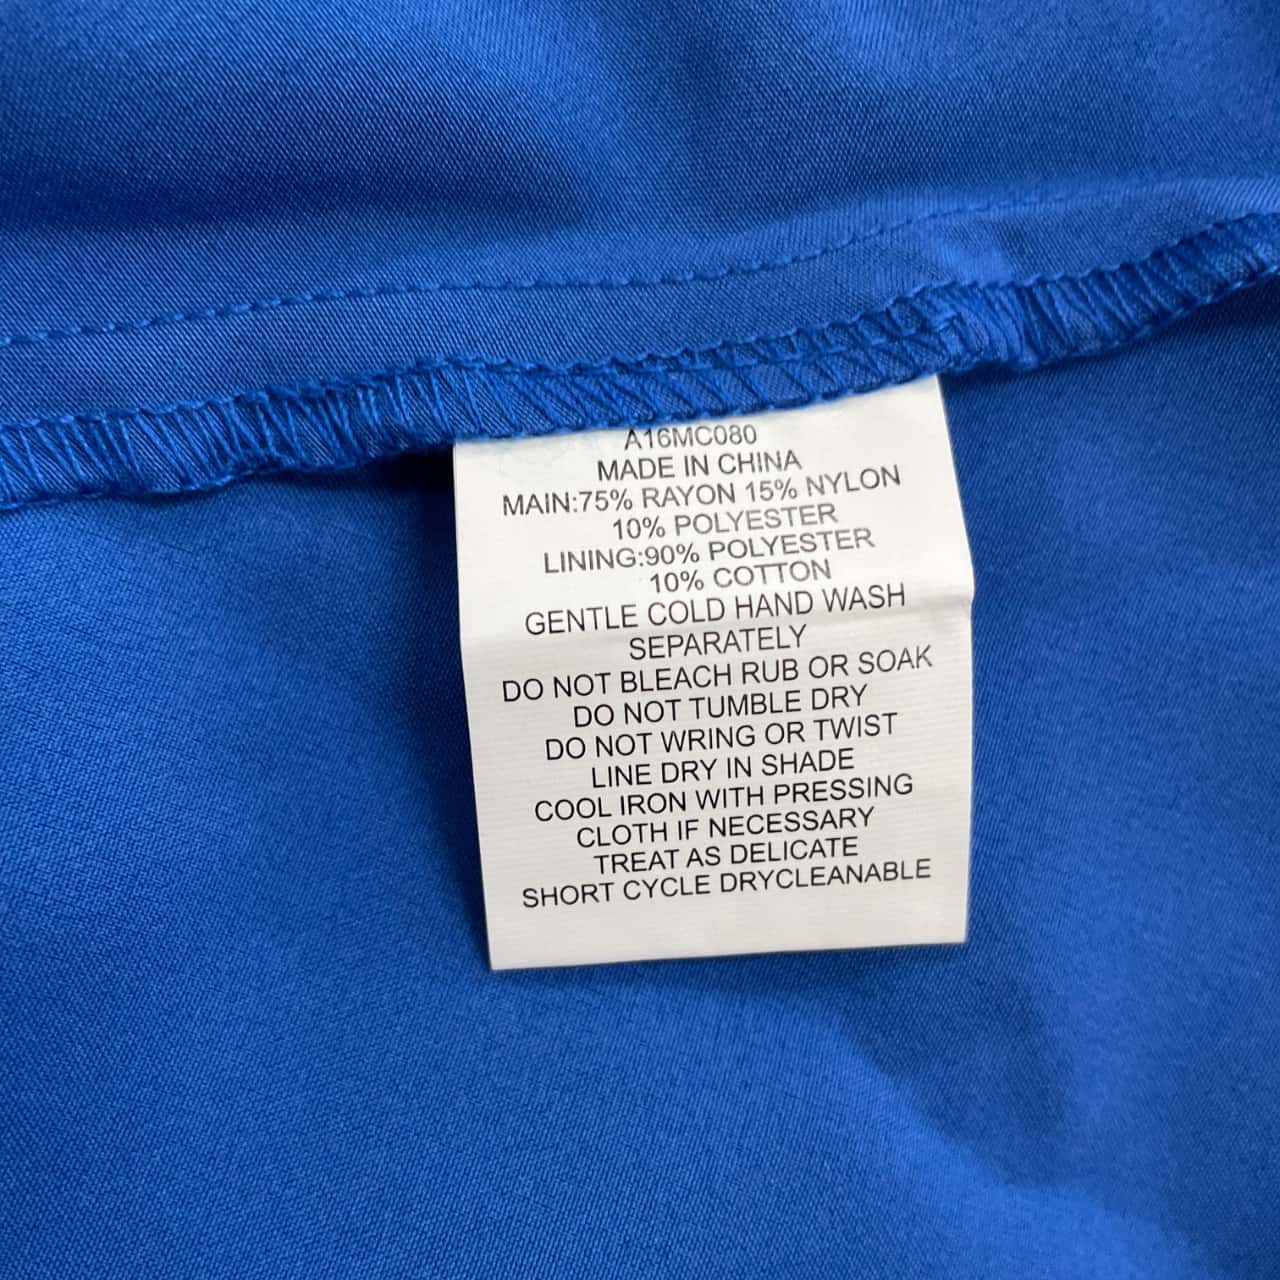 A16MC080
MADE IN CHINA
MAIN:75% RAYON 15% NYLON
10% POLYESTER
LINING:90% POLYESTER
10% COTTON
GENTLE COLD HAND WASH
SEPARATELY
DO NOT BLEACH RUB OR SOAK
DO NOT TUMBLE DRY
DO NOT WRING OR TWIST
LINE DRY IN SHADE
COOL IRON WITH PRESSING
CLOTH IF NECESSARY
TREAT AS DELICATE
SHORT CYCLE DRYCLEANABLE